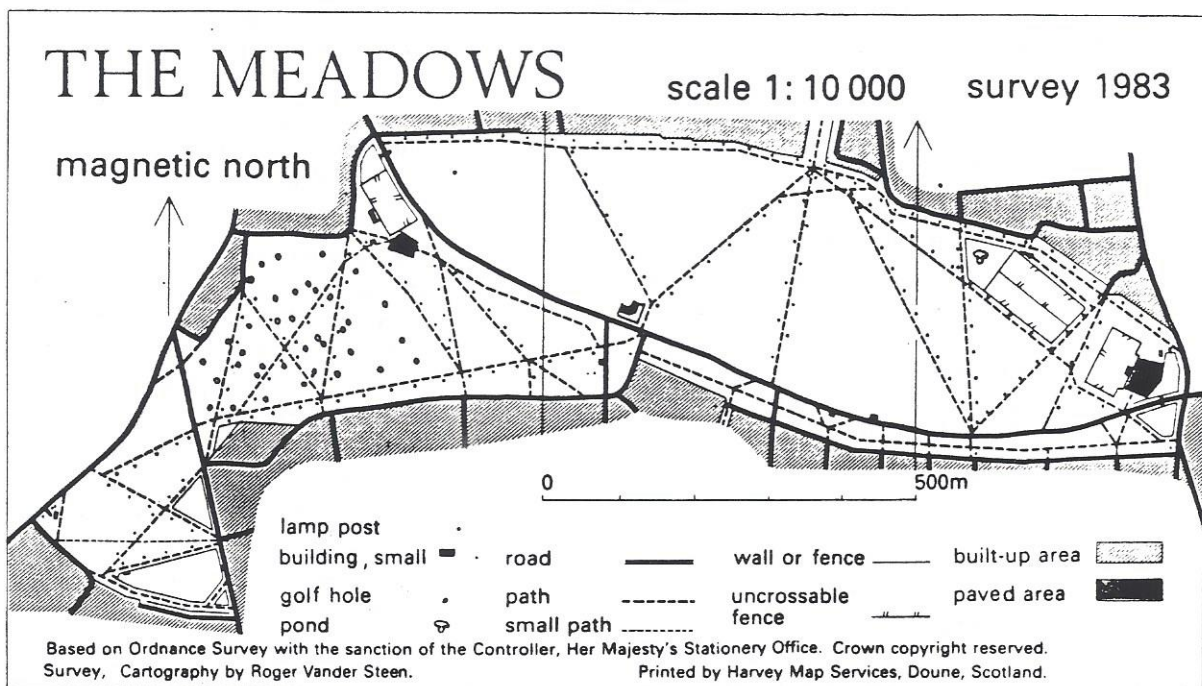 THE MEADOWS
scale 1: 10 000
survey 1983
magnetic north
0
500m
lamp post
building, small
road
wall or fence
built-up area
golf hole
path
uncrossable fence
paved area
pond
small path
Based on Ordnance Survey with the sanction of the Controller, Her Majesty's Stationery Office. Crown copyright reserved.
Survey, Cartography by Roger Vander Steen.
Printed by Harvey Map Services, Doune, Scotland.